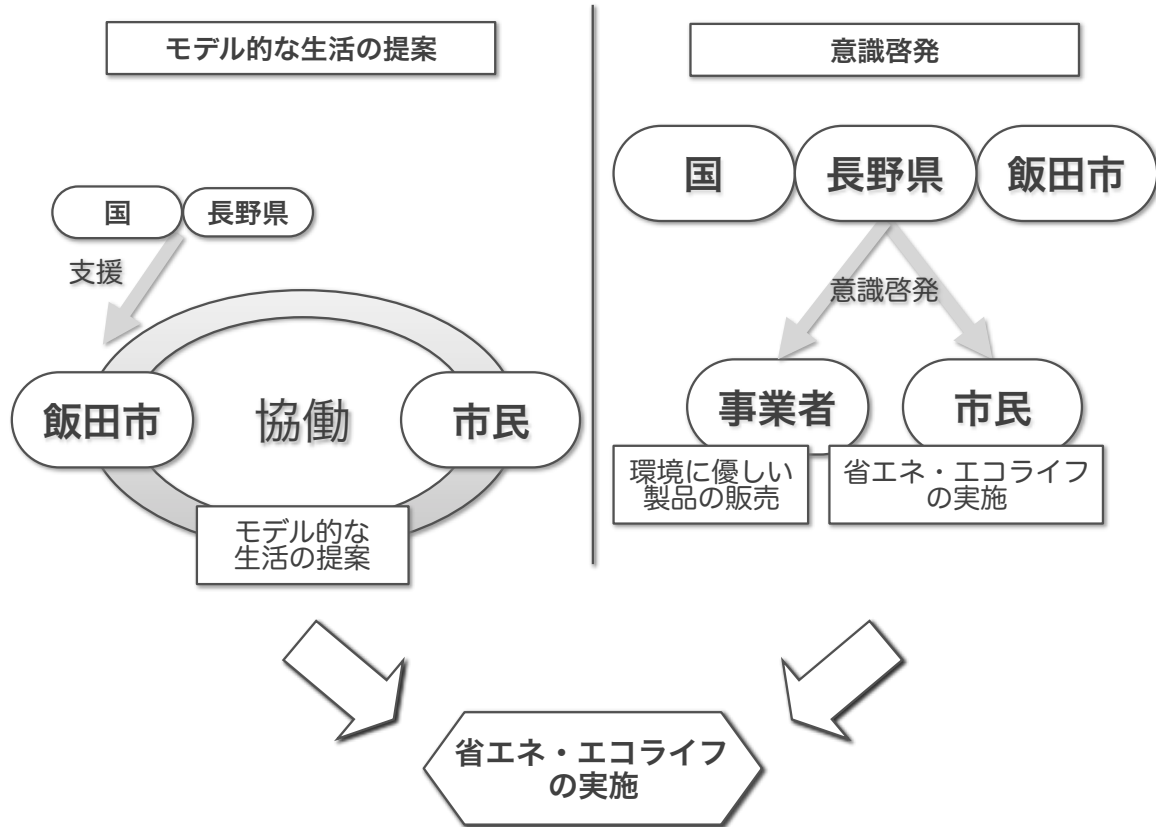 モデル的な生活の提案
国
長野県
支援
飯田市
協働
市民
モデル的な
生活の提案
意識啓発
国
長野県
飯田市
意識啓発
事業者
市民
環境に優しい
製品の販売
省エネ・エコライフ
の実施
省エネ・エコライフ
の実施